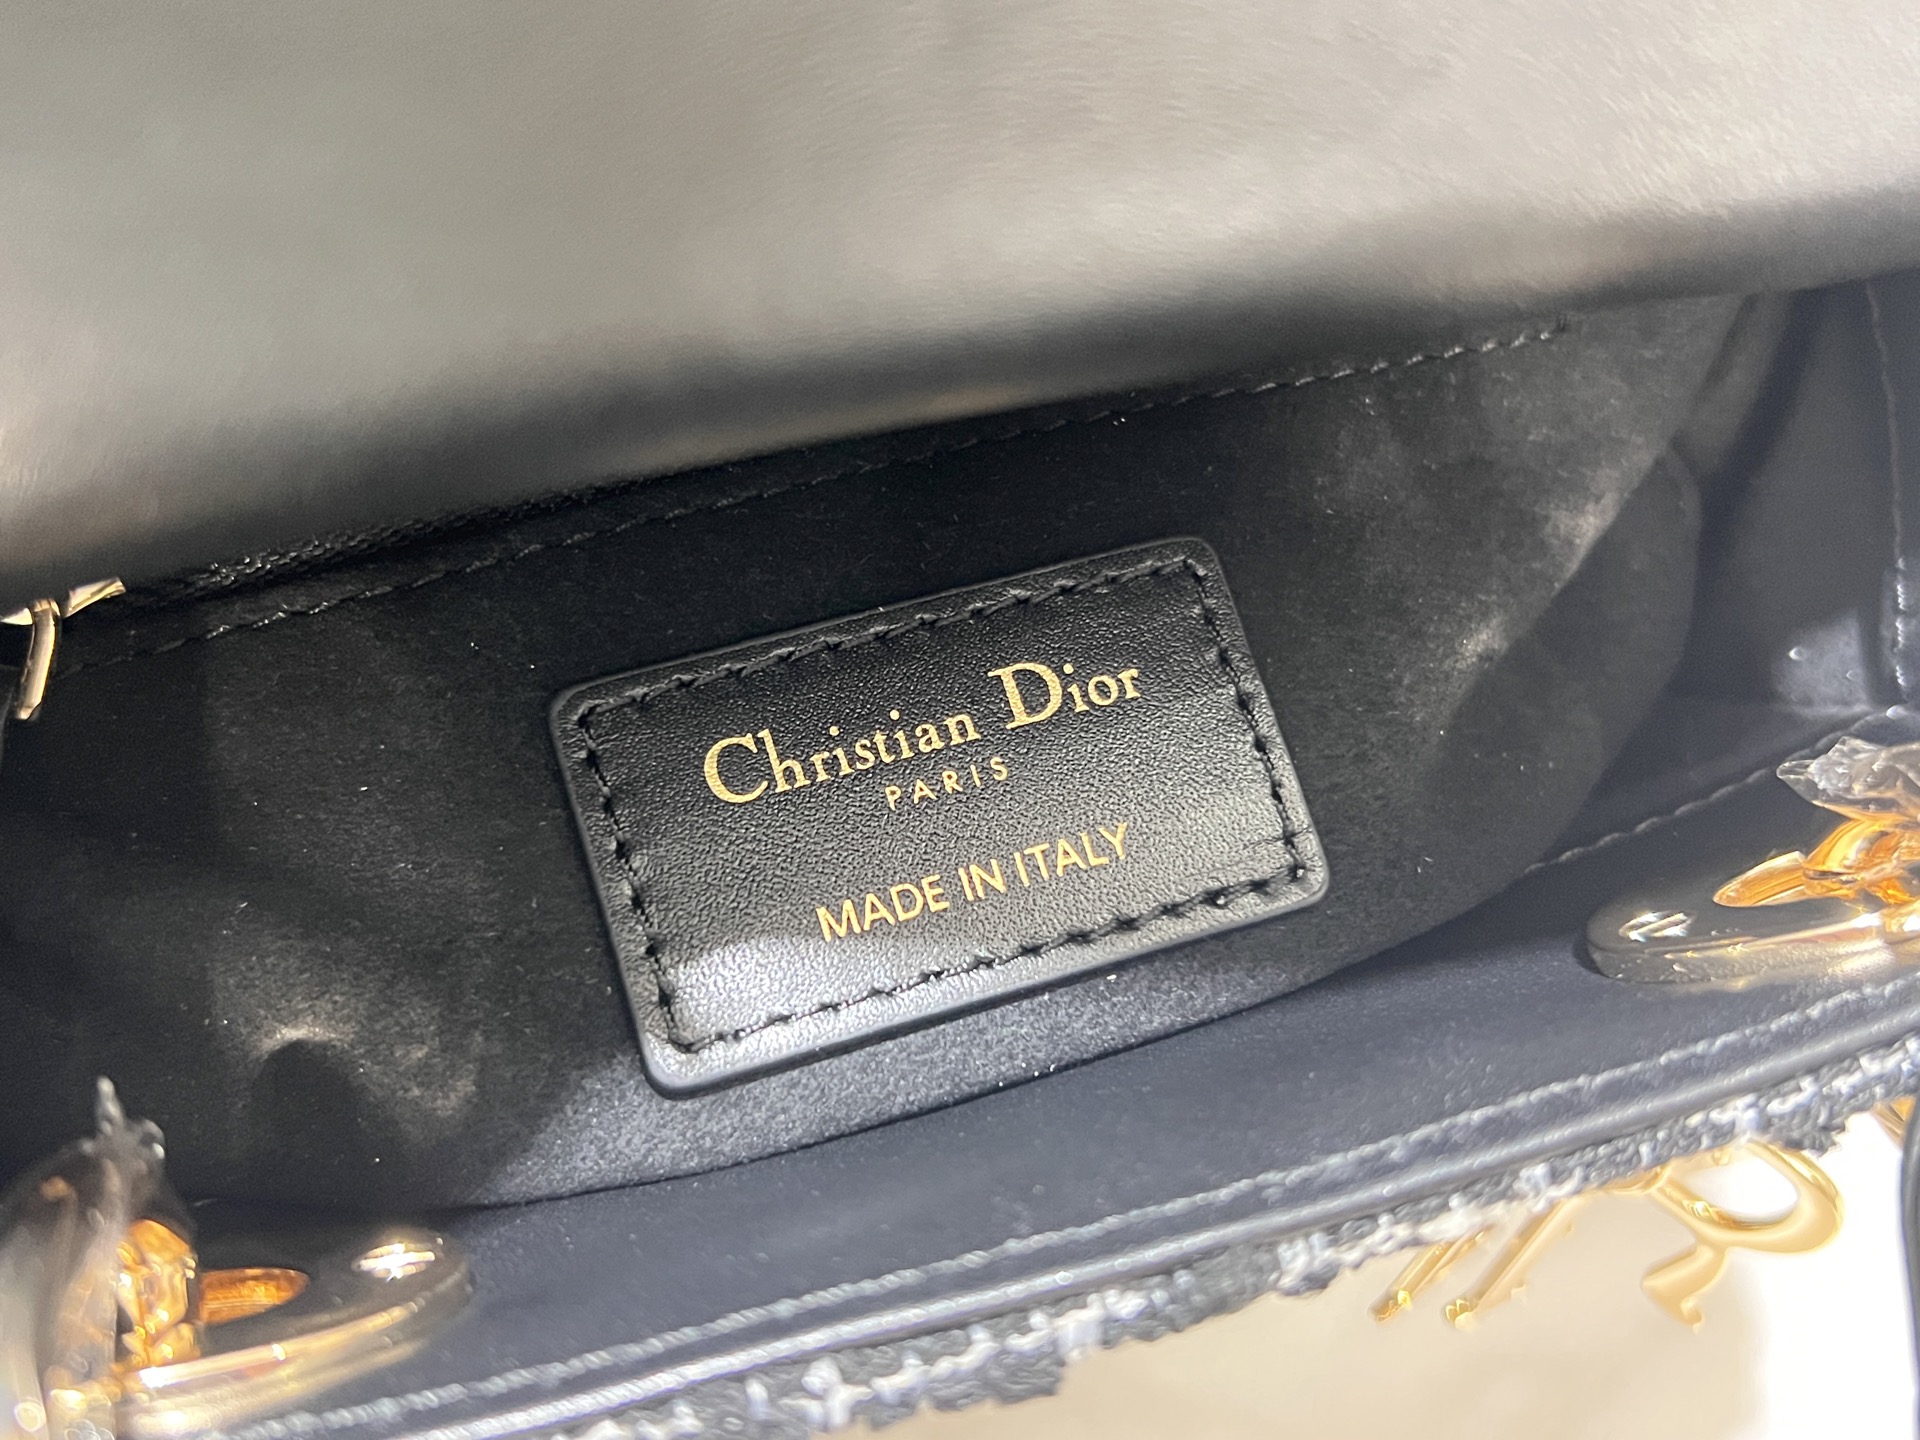 Christian Dior
PARIS
MADE IN ITALY